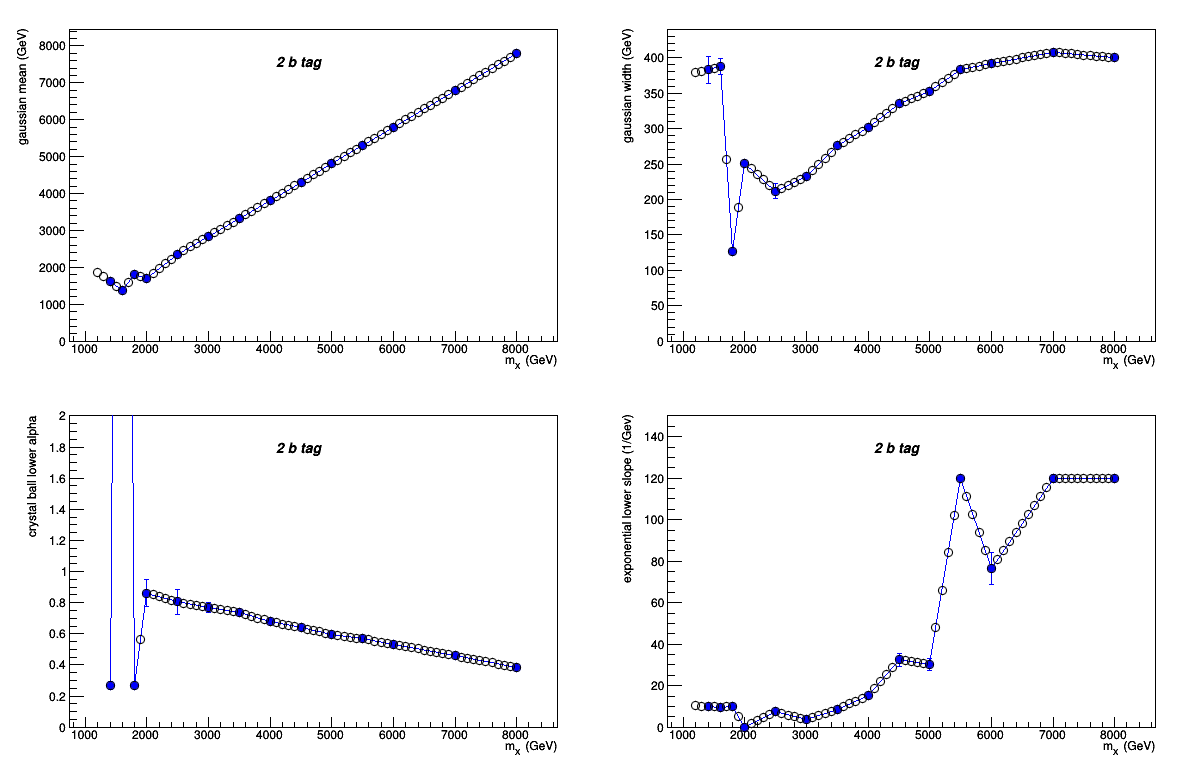 gaussian mean (GeV)
2 b tag
8000
7000
6000
5000
4000
3000
2000
1000
0
1000 2000 3000 4000 5000 6000 7000 8000
mx (GeV)
gaussian width (GeV)
2 b tag
400
350
300
250
200
150
100
50
0
1000 2000 3000 4000 5000 6000 7000 8000
mx (GeV)
crystal ball lower alpha
2 b tag
2
1.8
1.6
1.4
1.2
1
0.8
0.6
0.4
0.2
0
1000 2000 3000 4000 5000 6000 7000 8000
mx (GeV)
exponential lower slope (1/Gev)
2 b tag
140
120
100
80
60
40
20
0
1000 2000 3000 4000 5000 6000 7000 8000
mx (GeV)